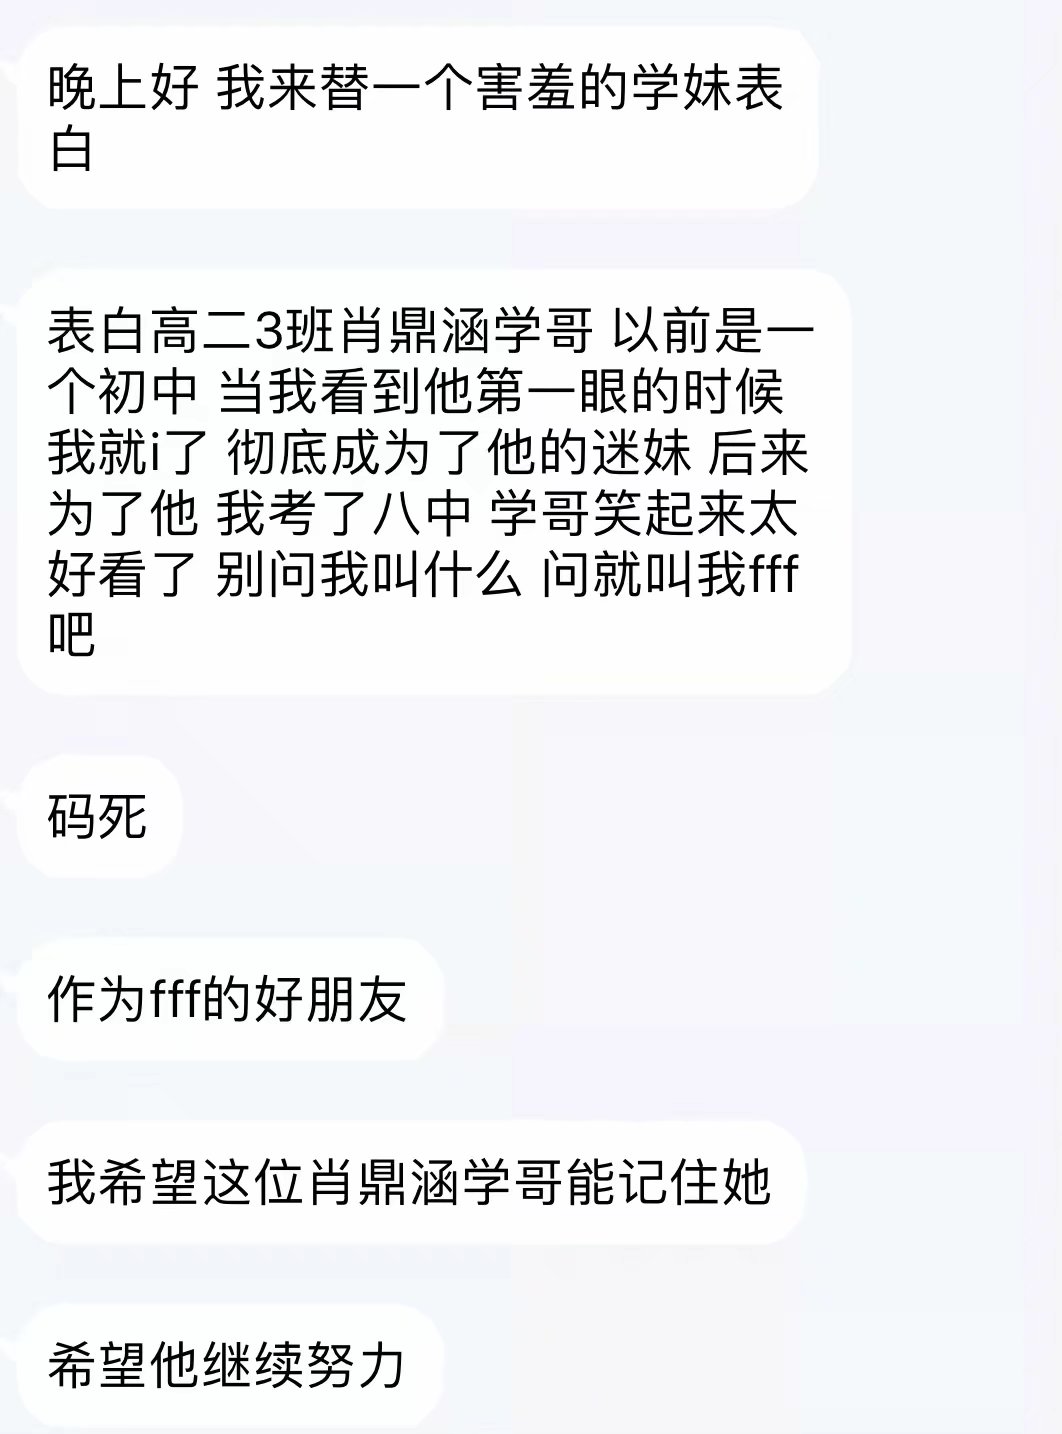 晚上好 我来替一个害羞的学妹表
白
表白高二3班肖鼎涵学哥 以前是一
个初中 当我看到他第一眼的时候
我就i了 彻底成为了他的迷妹 后来
为了他 我考了八中 学哥笑起来太
好看了 别问我叫什么 问就叫我fff
吧
码死
作为fff的好朋友
我希望这位肖鼎涵学哥能记住她
希望他继续努力